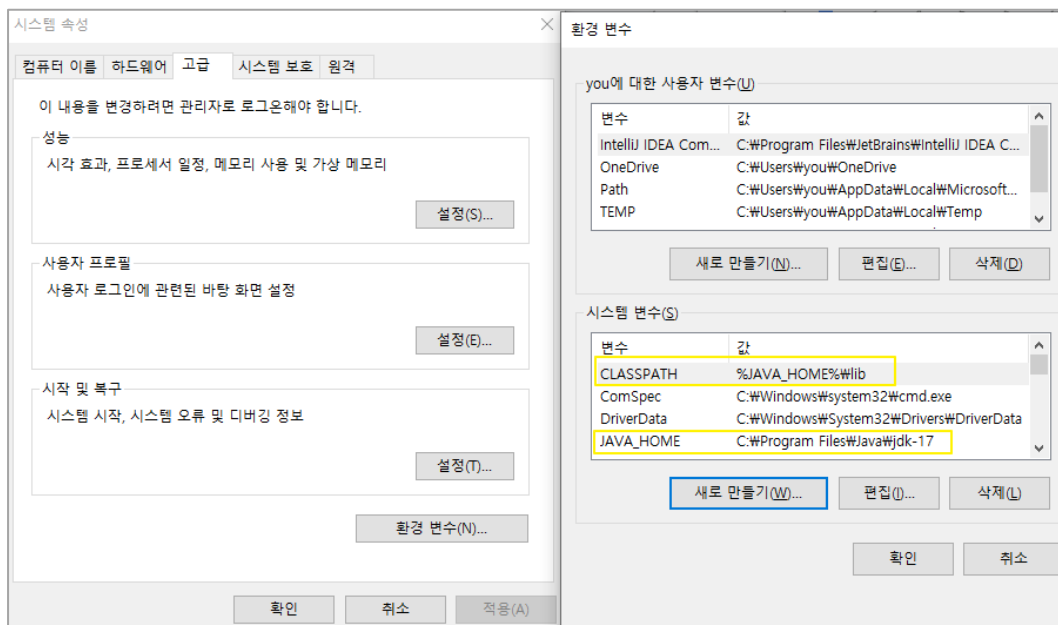 시스템 속성
컴퓨터 이름 하드웨어 고급 시스템 보호 원격
이 내용을 변경하려면 관리자로 로그온해야 합니다.
성능
시각 효과, 프로세서 일정, 메모리 사용 및 가상 메모리
설정(S)...
사용자 프로필
사용자 로그인에 관련된 바탕 화면 설정
설정(E)...
시작 및 복구
시스템 시작, 시스템 오류 및 디버깅 정보
설정(T)...
환경 변수(N)...
확인 취소 적용(A)
환경 변수
you에 대한 사용자 변수(U)
변수 값
IntelliJ IDEA Com... C:₩Program Files₩JetBrains₩IntelliJ IDEA C...
OneDrive C:₩Users₩you₩OneDrive
Path C:₩Users₩you₩AppData₩Local₩Microsoft...
TEMP C:₩Users₩you₩AppData₩Local₩Temp
새로 만들기(N)... 편집(E)... 삭제(D)
시스템 변수(S)
변수 값
CLASSPATH %JAVA_HOME%₩lib
ComSpec C:₩Windows₩system32₩cmd.exe
DriverData C:₩Windows₩System32₩Drivers₩DriverData
JAVA_HOME C:₩Program Files₩Java₩jdk-17
새로 만들기(W)... 편집(I)... 삭제(L)
확인 취소